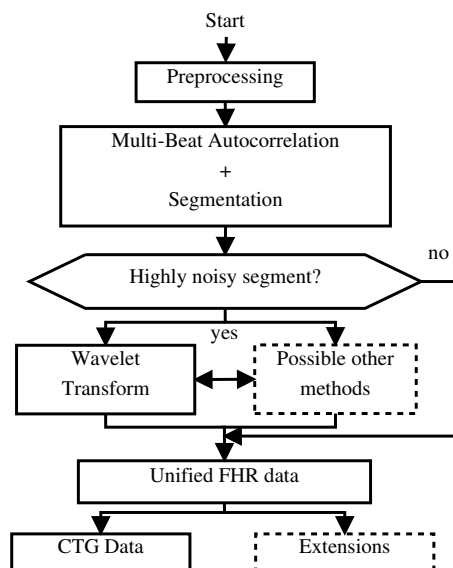 Start
Preprocessing
Multi-Beat Autocorrelation
+
Segmentation
no
Highly noisy segment?
yes
Wavelet
Transform
Possible other
methods
Unified FHR data
CTG Data
Extensions